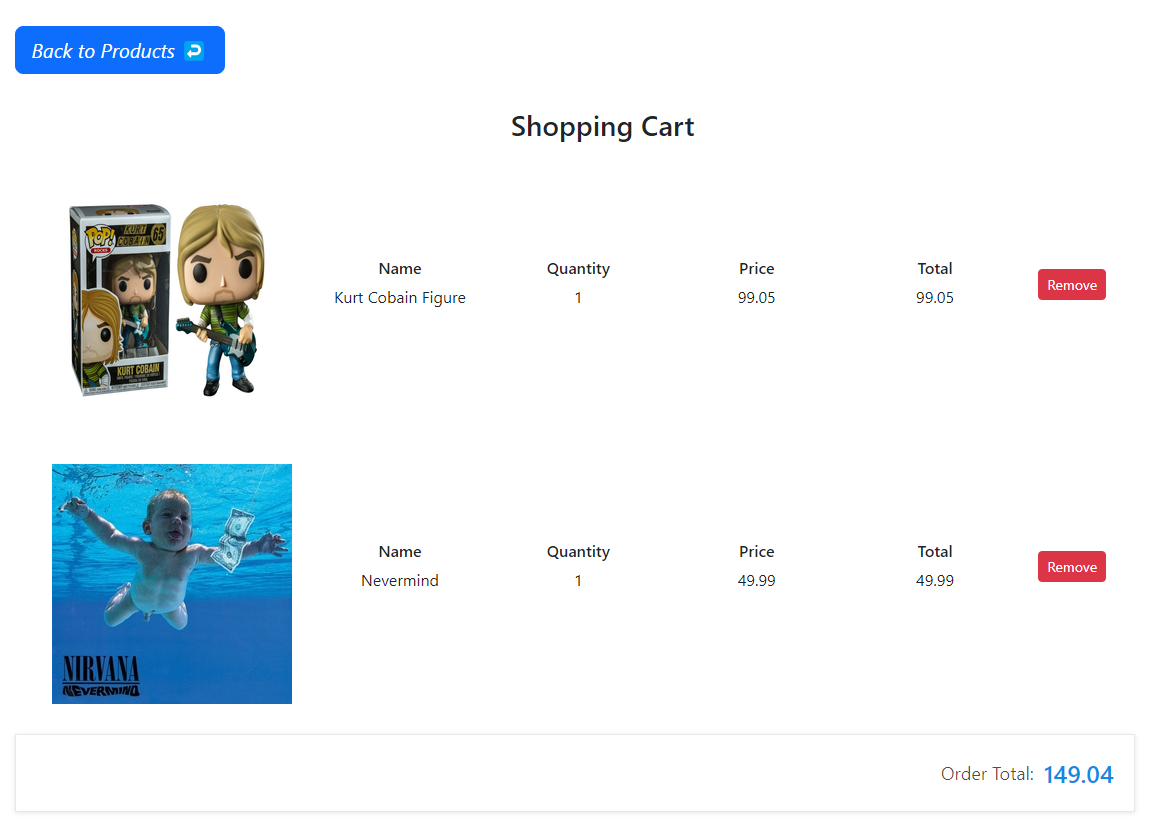 Back to Products
Shopping Cart
POP!
ROCKS
KURT
COBAIN
65
KURT COBAIN
Name Quantity Price Total
Kurt Cobain Figure 1 99.05 99.05
Remove
Name Quantity Price Total
Nevermind 1 49.99 49.99
Remove
NIRVANA
NEVERMIND
Order Total: 149.04